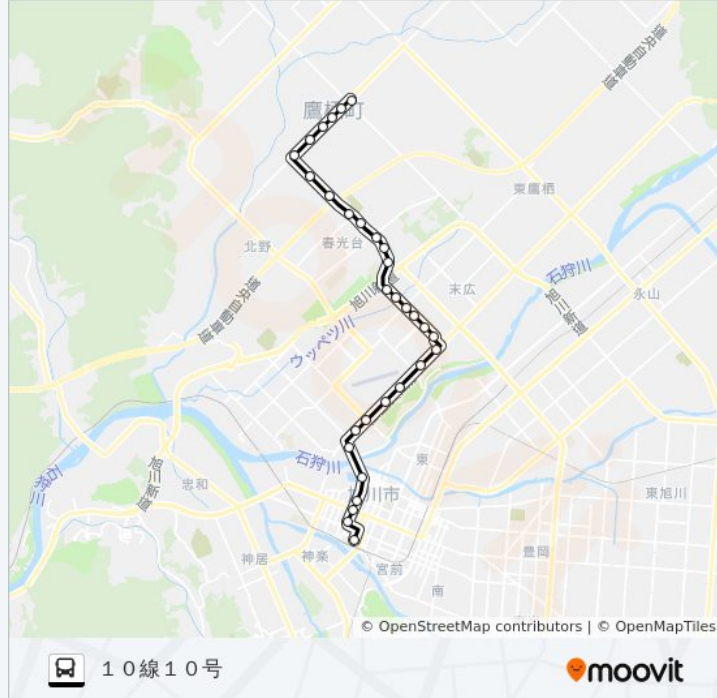 道央自動車道
鷹栖町
東鷹栖
北野
春光台
石狩川
旭川新道
末広
永山
旭川新道
道央自動車道
ウッペツ川
石狩川
旭川新道
忠和
石狩川
東
旭川市
東旭川
神居
神楽
宮前
豊岡
南
© OpenStreetMap contributors | © OpenMapTiles
１０線１０号
moovit